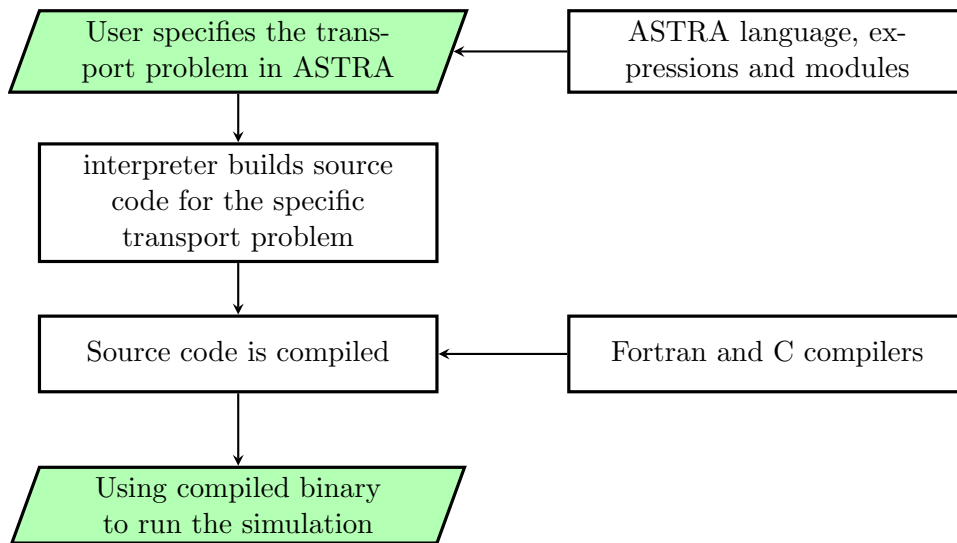 User specifies the trans-
port problem in ASTRA
ASTRA language, ex-
pressions and modules
interpreter builds source
code for the specific
transport problem
Source code is compiled
Fortran and C compilers
Using compiled binary
to run the simulation